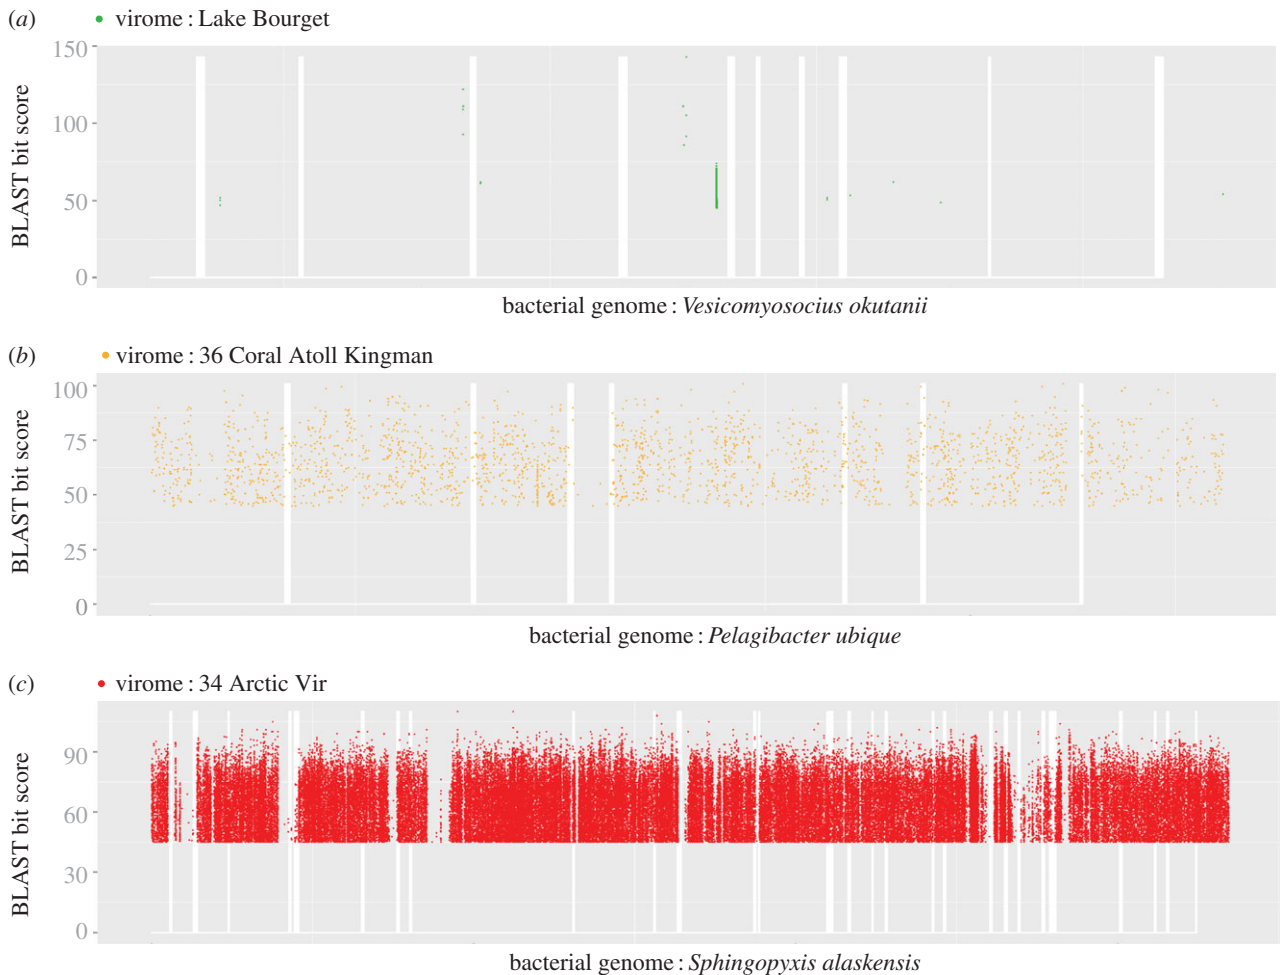 (a)
virome : Lake Bourget
150
100
50
0
BLAST bit score
bacterial genome : Vesicomyosocius okutanii
(b)
virome : 36 Coral Atoll Kingman
100
75
50
25
0
BLAST bit score
bacterial genome : Pelagibacter ubique
(c)
virome : 34 Arctic Vir
90
60
30
0
BLAST bit score
bacterial genome : Sphingopyxis alaskensis